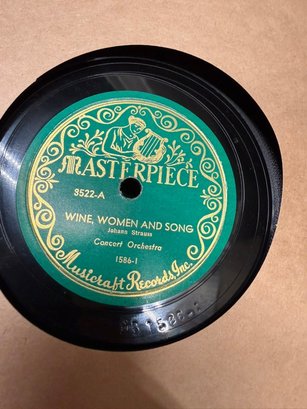 MASTERPIECE
3522-A
WINE, WOMEN AND SONG
Johann Strauss
Concert Orchestra
1586-1
Musicraft Records, Inc.